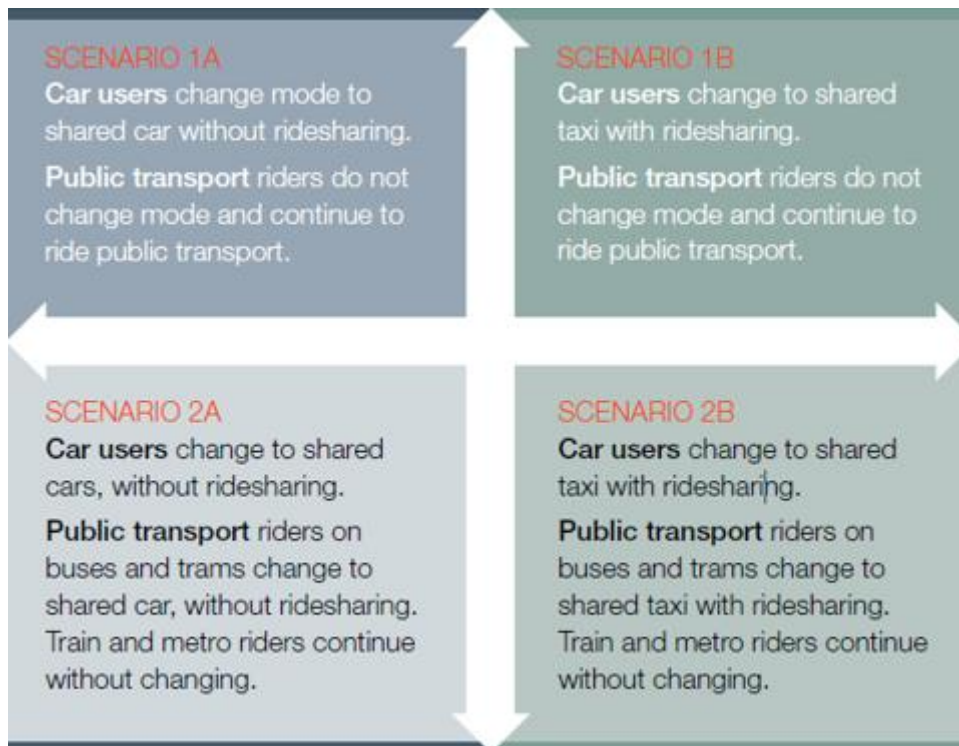 SCENARIO 1A
Car users change mode to
shared car without ridesharing.
Public transport riders do not
change mode and continue to
ride public transport.
SCENARIO 1B
Car users change to shared
taxi with ridesharing.
Public transport riders do not
change mode and continue to
ride public transport.
SCENARIO 2A
Car users change to shared
cars, without ridesharing.
Public transport riders on
buses and trams change to
shared car, without ridesharing.
Train and metro riders continue
without changing.
SCENARIO 2B
Car users change to shared
taxi with ridesharing.
Public transport riders on
buses and trams change to
shared taxi with ridesharing.
Train and metro riders continue
without changing.